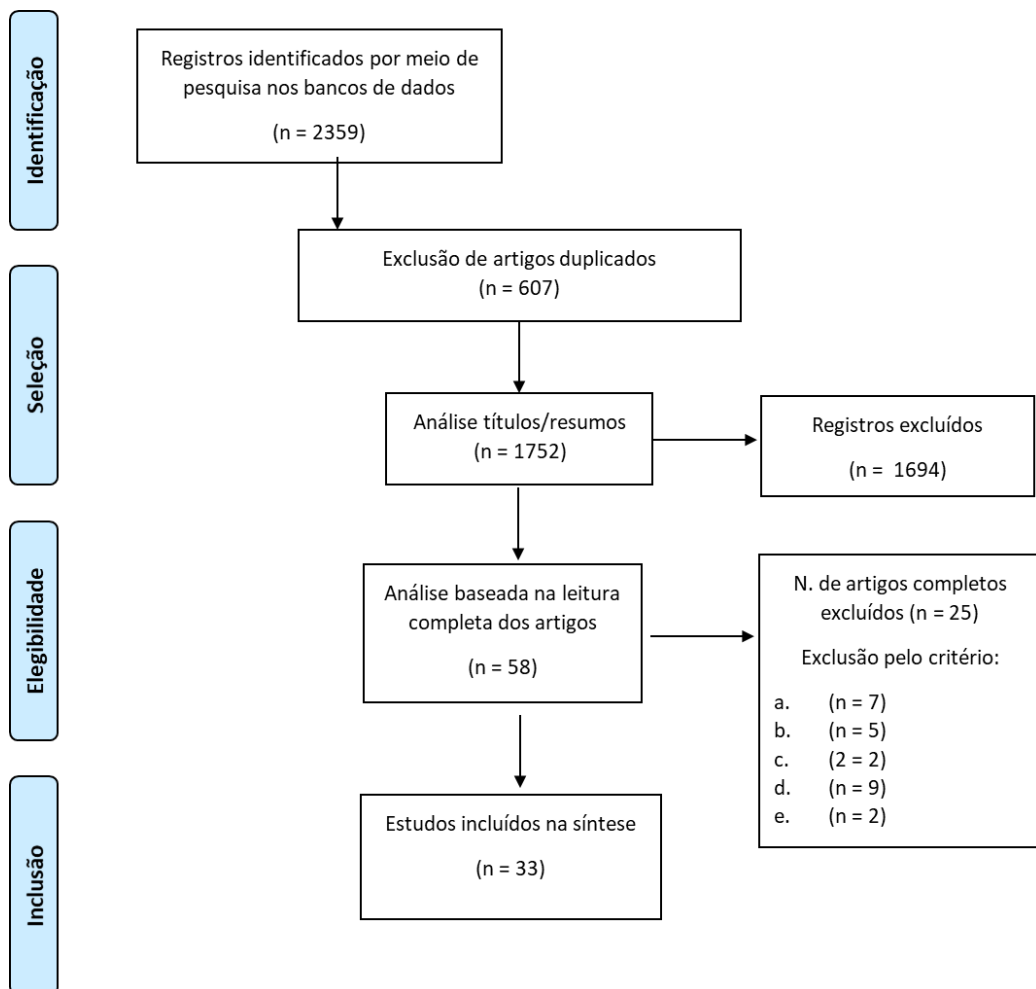 Identificação
Registros identificados por meio de
pesquisa nos bancos de dados
(n = 2359)
Exclusão de artigos duplicados
(n = 607)
Seleção
Análise títulos/resumos
(n = 1752)
Registros excluídos
(n = 1694)
Elegibilidade
Análise baseada na leitura
completa dos artigos
(n = 58)
N. de artigos completos
excluídos (n = 25)
Exclusão pelo critério:
a. (n = 7)
b. (n = 5)
c. (2 = 2)
d. (n = 9)
e. (n = 2)
Inclusão
Estudos incluídos na síntese
(n = 33)